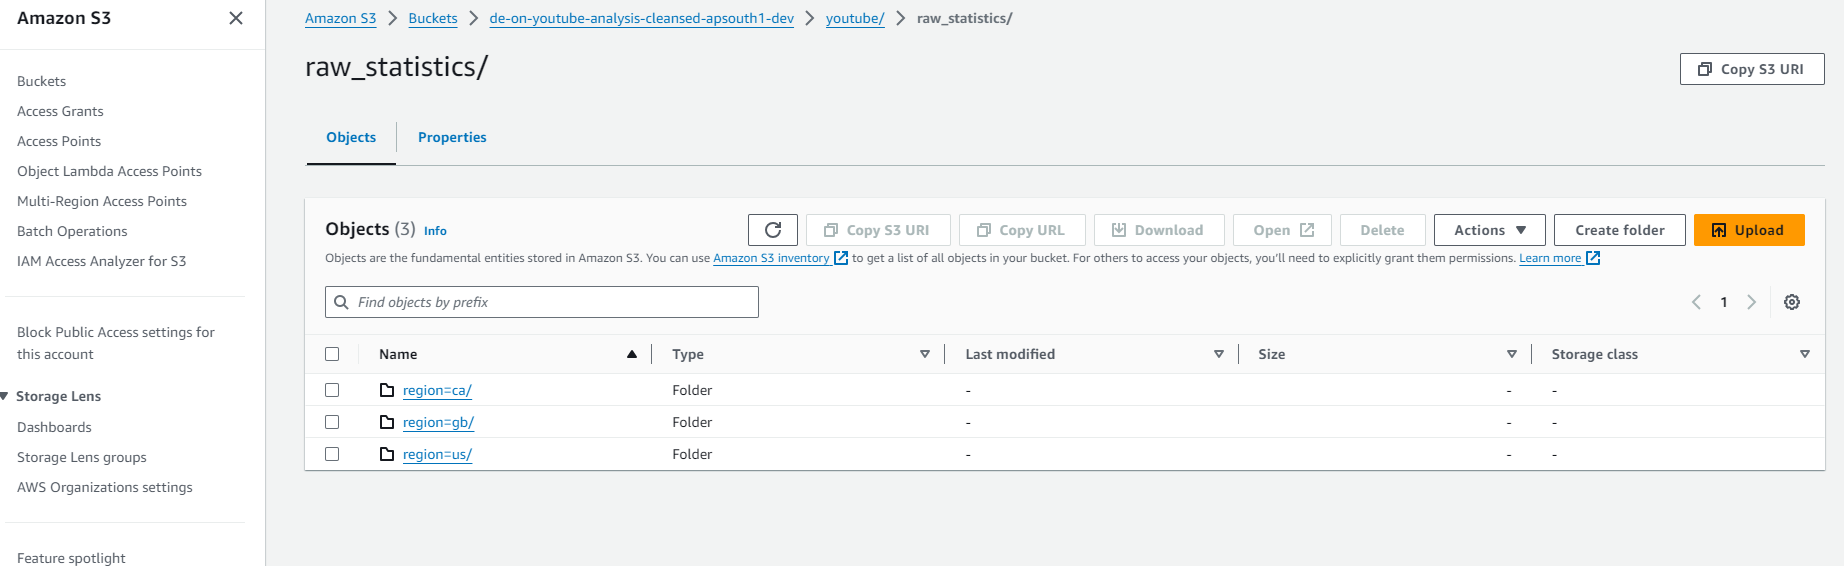 Amazon S3
Buckets
Access Grants
Access Points
Object Lambda Access Points
Multi-Region Access Points
Batch Operations
IAM Access Analyzer for S3
Block Public Access settings for
this account
Storage Lens
Dashboards
Storage Lens groups
AWS Organizations settings
Feature spotlight
Amazon S3 Buckets de-on-youtube-analysis-cleansed-apsouth1-dev youtube/ raw_statistics/
raw_statistics/
Copy S3 URI
Objects Properties
Objects (3) Info
Copy S3 URI Copy URL Download Open Delete Actions Create folder Upload
Objects are the fundamental entities stored in Amazon S3. You can use Amazon S3 inventory to get a list of all objects in your bucket. For others to access your objects, you'll need to explicitly grant them permissions. Learn more
Find objects by prefix
1
Name Type Last modified Size Storage class
region=ca/ Folder - - -
region=gb/ Folder - - -
region=us/ Folder - - -